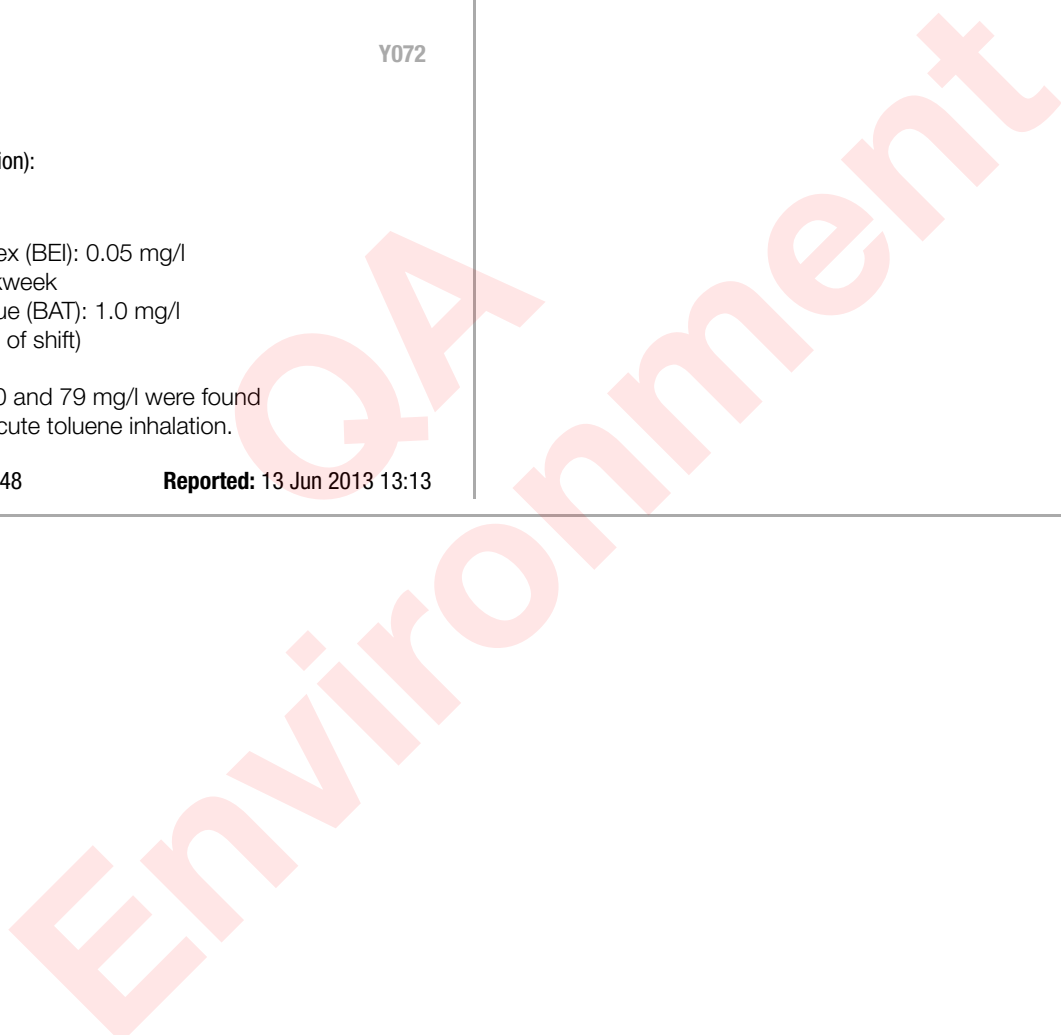 Y072
ion):
ex (BEI): 0.05 mg/l
kweek
ue (BAT): 1.0 mg/l
of shift)
0 and 79 mg/l were found
cute toluene inhalation.
48 Reported: 13 Jun 2013 13:13
QA
Environment